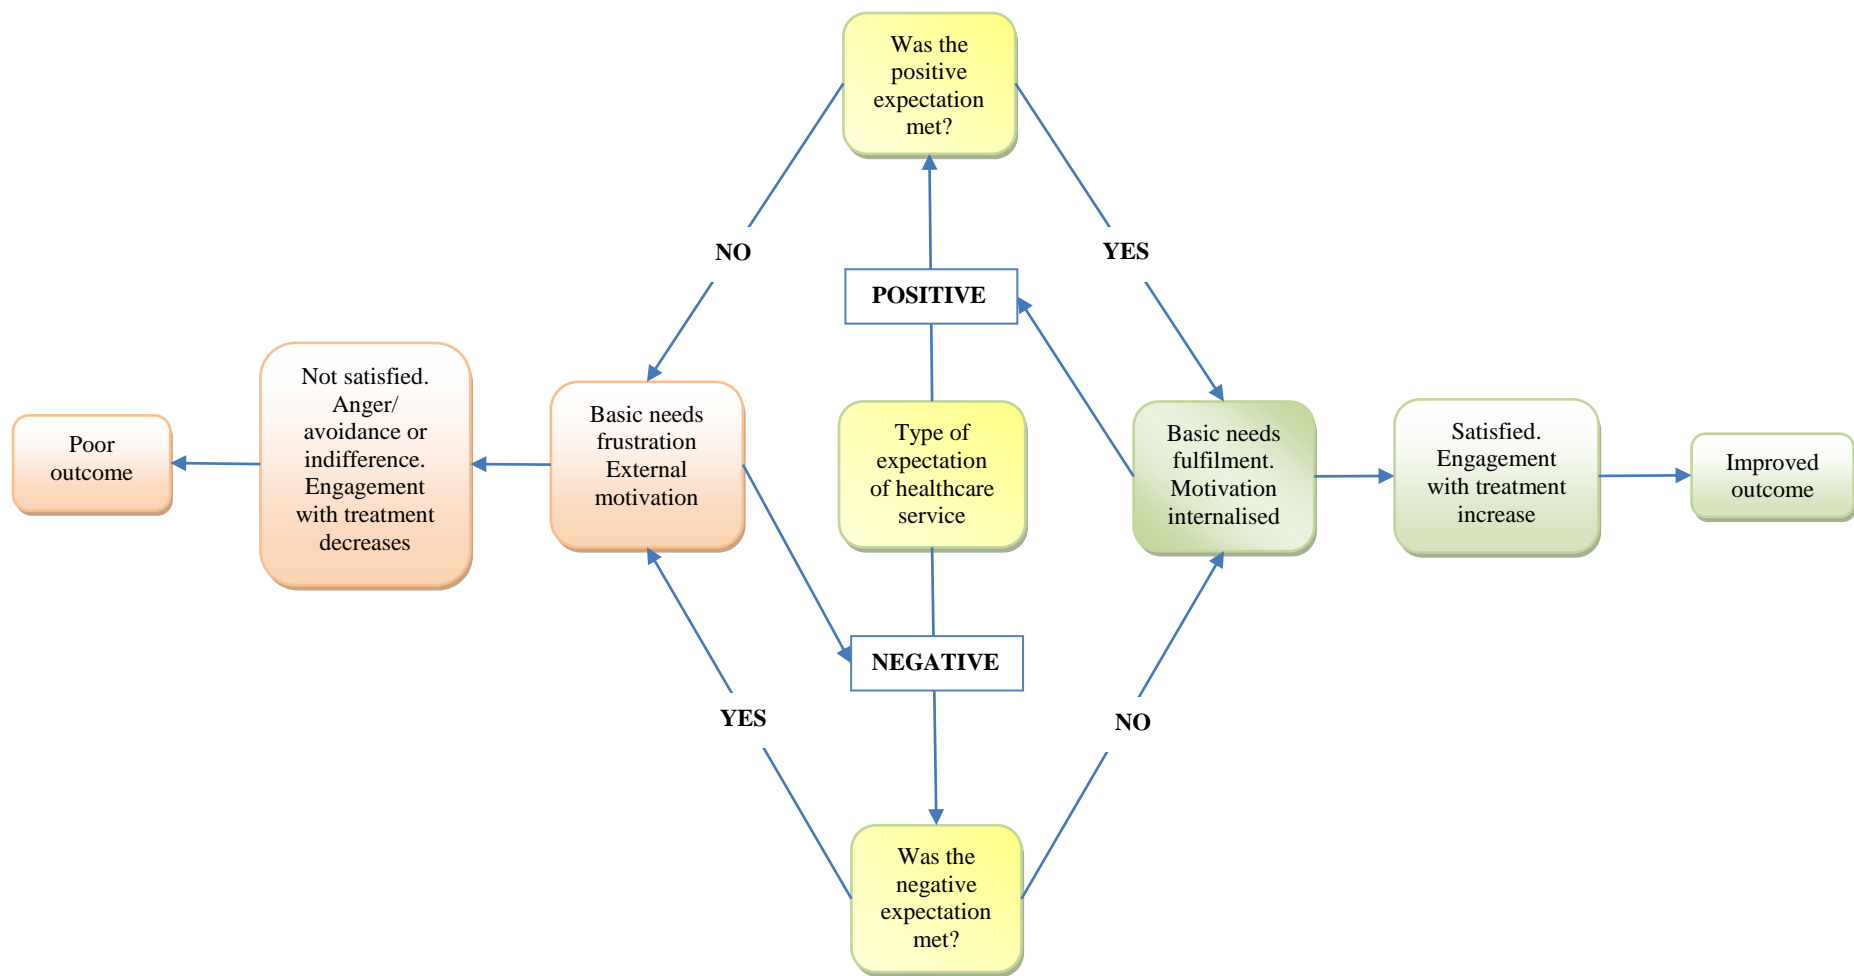 Was the
positive
expectation
met?
NO
YES
POSITIVE
Poor
outcome
Not satisfied.
Anger/
avoidance or
indifference.
Engagement
with treatment
decreases
Basic needs
frustration
External
motivation
Type of
expectation
of healthcare
service
Basic needs
fulfilment.
Motivation
internalised
Satisfied.
Engagement
with treatment
increase
Improved
outcome
NEGATIVE
YES
NO
Was the
negative
expectation
met?